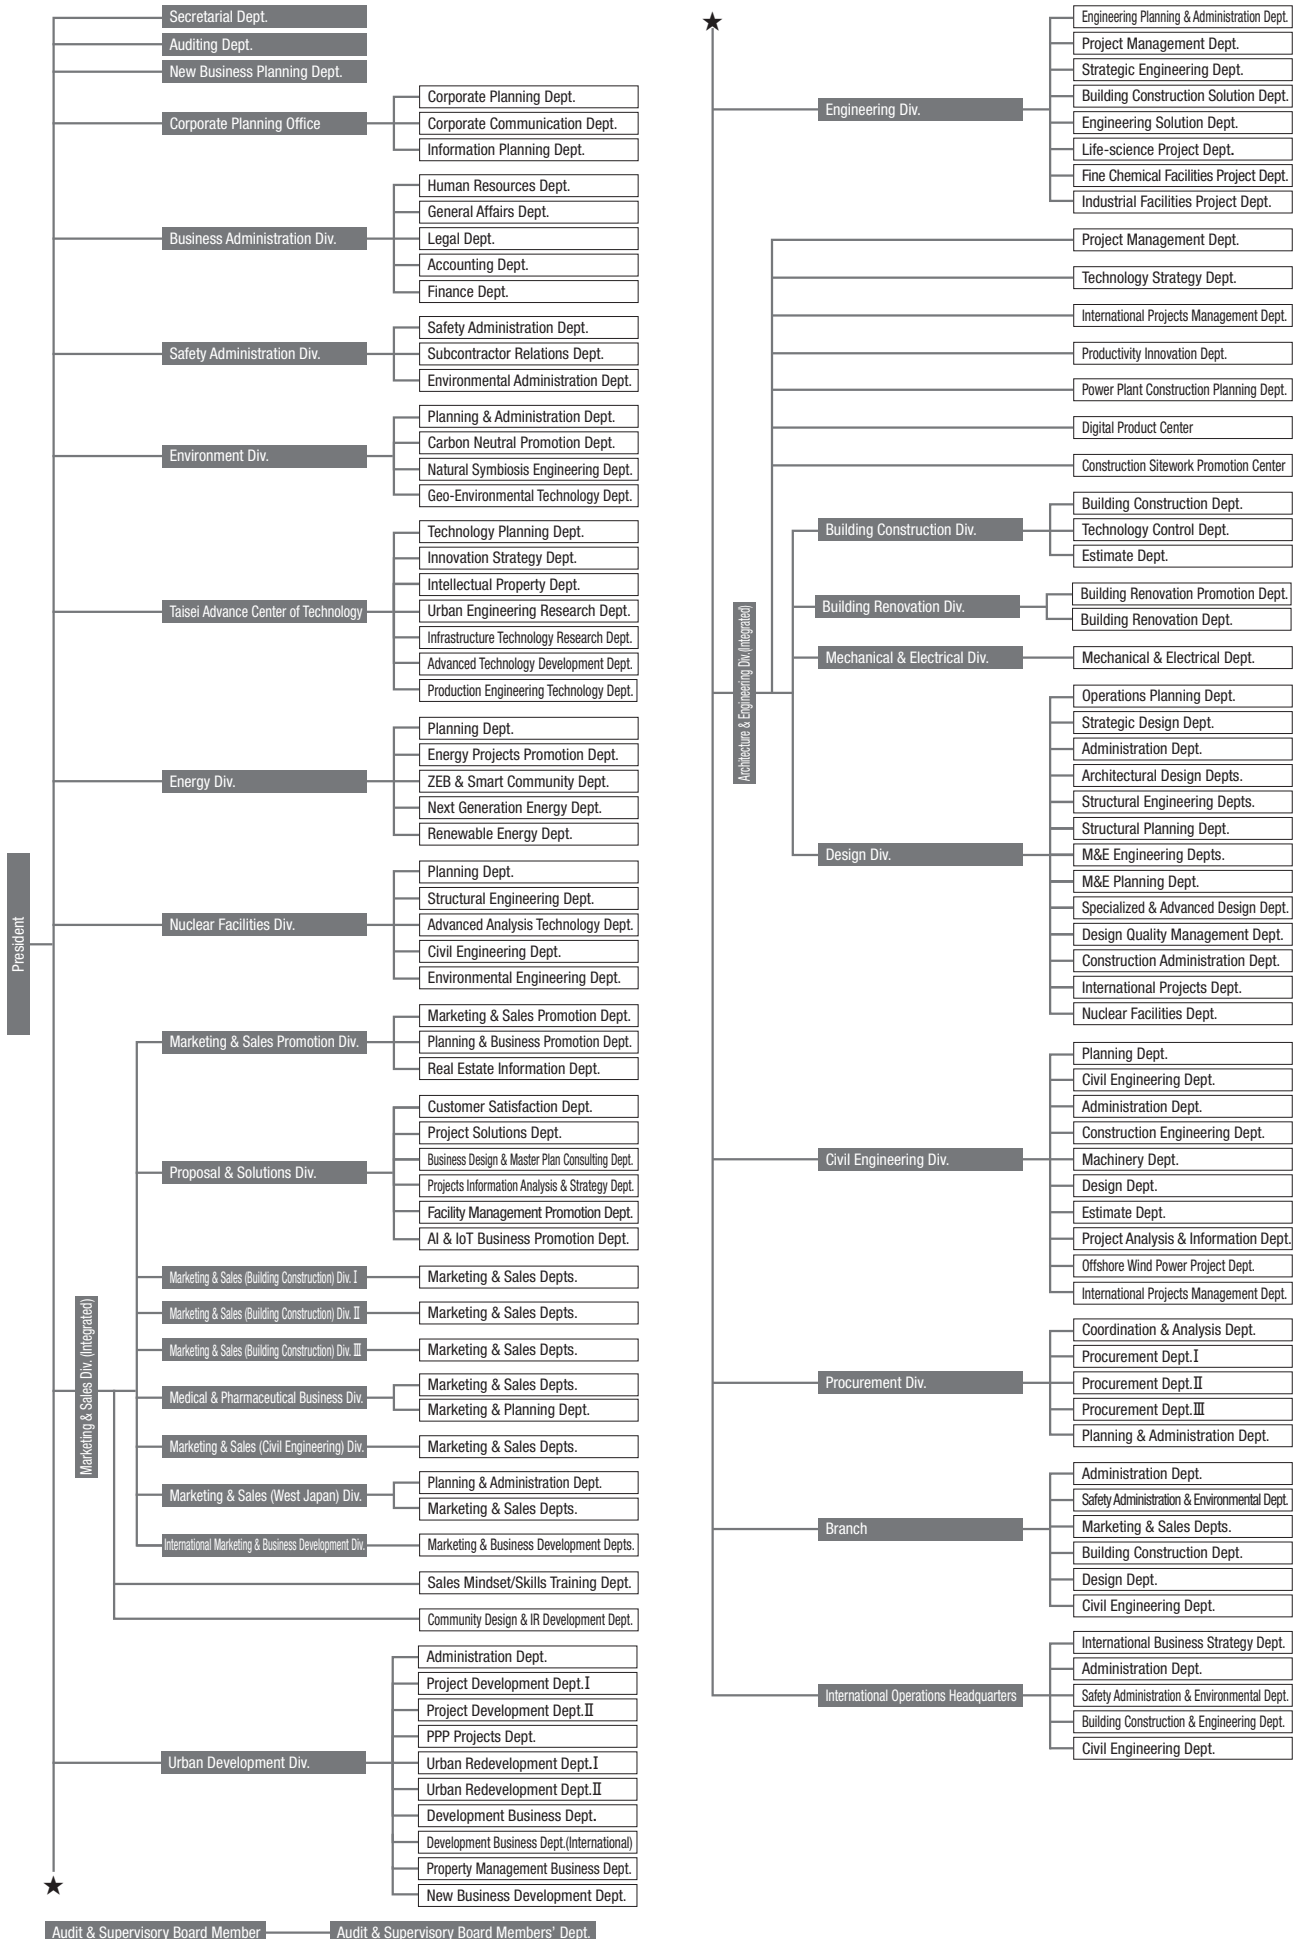 President
Secretarial Dept.
Auditing Dept.
New Business Planning Dept.
Corporate Planning Office
Corporate Planning Dept.
Corporate Communication Dept.
Information Planning Dept.
Business Administration Div.
Human Resources Dept.
General Affairs Dept.
Legal Dept.
Accounting Dept.
Finance Dept.
Safety Administration Div.
Safety Administration Dept.
Subcontractor Relations Dept.
Environmental Administration Dept.
Environment Div.
Planning & Administration Dept.
Carbon Neutral Promotion Dept.
Natural Symbiosis Engineering Dept.
Geo-Environmental Technology Dept.
Taisei Advance Center of Technology
Technology Planning Dept.
Innovation Strategy Dept.
Intellectual Property Dept.
Urban Engineering Research Dept.
Infrastructure Technology Research Dept.
Advanced Technology Development Dept.
Production Engineering Technology Dept.
Energy Div.
Planning Dept.
Energy Projects Promotion Dept.
ZEB & Smart Community Dept.
Next Generation Energy Dept.
Renewable Energy Dept.
Nuclear Facilities Div.
Planning Dept.
Structural Engineering Dept.
Advanced Analysis Technology Dept.
Civil Engineering Dept.
Environmental Engineering Dept.
Marketing & Sales Div. (Integrated)
Marketing & Sales Promotion Div.
Marketing & Sales Promotion Dept.
Planning & Business Promotion Dept.
Real Estate Information Dept.
Proposal & Solutions Div.
Customer Satisfaction Dept.
Project Solutions Dept.
Business Design & Master Plan Consulting Dept.
Projects Information Analysis & Strategy Dept.
Facility Management Promotion Dept.
AI & IoT Business Promotion Dept.
Marketing & Sales (Building Construction) Div. Ⅰ
Marketing & Sales Depts.
Marketing & Sales (Building Construction) Div. Ⅱ
Marketing & Sales Depts.
Marketing & Sales (Building Construction) Div. Ⅲ
Marketing & Sales Depts.
Medical & Pharmaceutical Business Div.
Marketing & Sales Depts.
Marketing & Planning Dept.
Marketing & Sales (Civil Engineering) Div.
Marketing & Sales Depts.
Marketing & Sales (West Japan) Div.
Planning & Administration Dept.
Marketing & Sales Depts.
International Marketing & Business Development Div.
Marketing & Business Development Depts.
Sales Mindset/Skills Training Dept.
Community Design & IR Development Dept.
Urban Development Div.
Administration Dept.
Project Development Dept.Ⅰ
Project Development Dept.Ⅱ
PPP Projects Dept.
Urban Redevelopment Dept.Ⅰ
Urban Redevelopment Dept.Ⅱ
Development Business Dept.
Development Business Dept.(International)
Property Management Business Dept.
New Business Development Dept.
★
Audit & Supervisory Board Member
Audit & Supervisory Board Members' Dept.
★
Engineering Div.
Engineering Planning & Administration Dept.
Project Management Dept.
Strategic Engineering Dept.
Building Construction Solution Dept.
Engineering Solution Dept.
Life-science Project Dept.
Fine Chemical Facilities Project Dept.
Industrial Facilities Project Dept.
Architecture & Engineering Div.(Integrated)
Project Management Dept.
Technology Strategy Dept.
International Projects Management Dept.
Productivity Innovation Dept.
Power Plant Construction Planning Dept.
Digital Product Center
Construction Sitework Promotion Center
Building Construction Div.
Building Construction Dept.
Technology Control Dept.
Estimate Dept.
Building Renovation Div.
Building Renovation Promotion Dept.
Building Renovation Dept.
Mechanical & Electrical Div.
Mechanical & Electrical Dept.
Design Div.
Operations Planning Dept.
Strategic Design Dept.
Administration Dept.
Architectural Design Depts.
Structural Engineering Depts.
Structural Planning Dept.
M&E Engineering Depts.
M&E Planning Dept.
Specialized & Advanced Design Dept.
Design Quality Management Dept.
Construction Administration Dept.
International Projects Dept.
Nuclear Facilities Dept.
Civil Engineering Div.
Planning Dept.
Civil Engineering Dept.
Administration Dept.
Construction Engineering Dept.
Machinery Dept.
Design Dept.
Estimate Dept.
Project Analysis & Information Dept.
Offshore Wind Power Project Dept.
International Projects Management Dept.
Procurement Div.
Coordination & Analysis Dept.
Procurement Dept.Ⅰ
Procurement Dept.Ⅱ
Procurement Dept.Ⅲ
Planning & Administration Dept.
Branch
Administration Dept.
Safety Administration & Environmental Dept.
Marketing & Sales Depts.
Building Construction Dept.
Design Dept.
Civil Engineering Dept.
International Operations Headquarters
International Business Strategy Dept.
Administration Dept.
Safety Administration & Environmental Dept.
Building Construction & Engineering Dept.
Civil Engineering Dept.